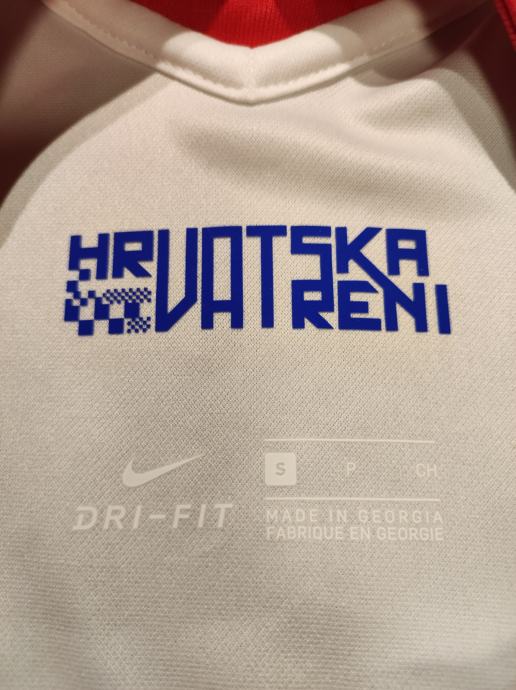 HRVATSKA
VATRENI
DRI-FIT
S P CH
MADE IN GEORGIA
FABRIQUE EN GEORGIE